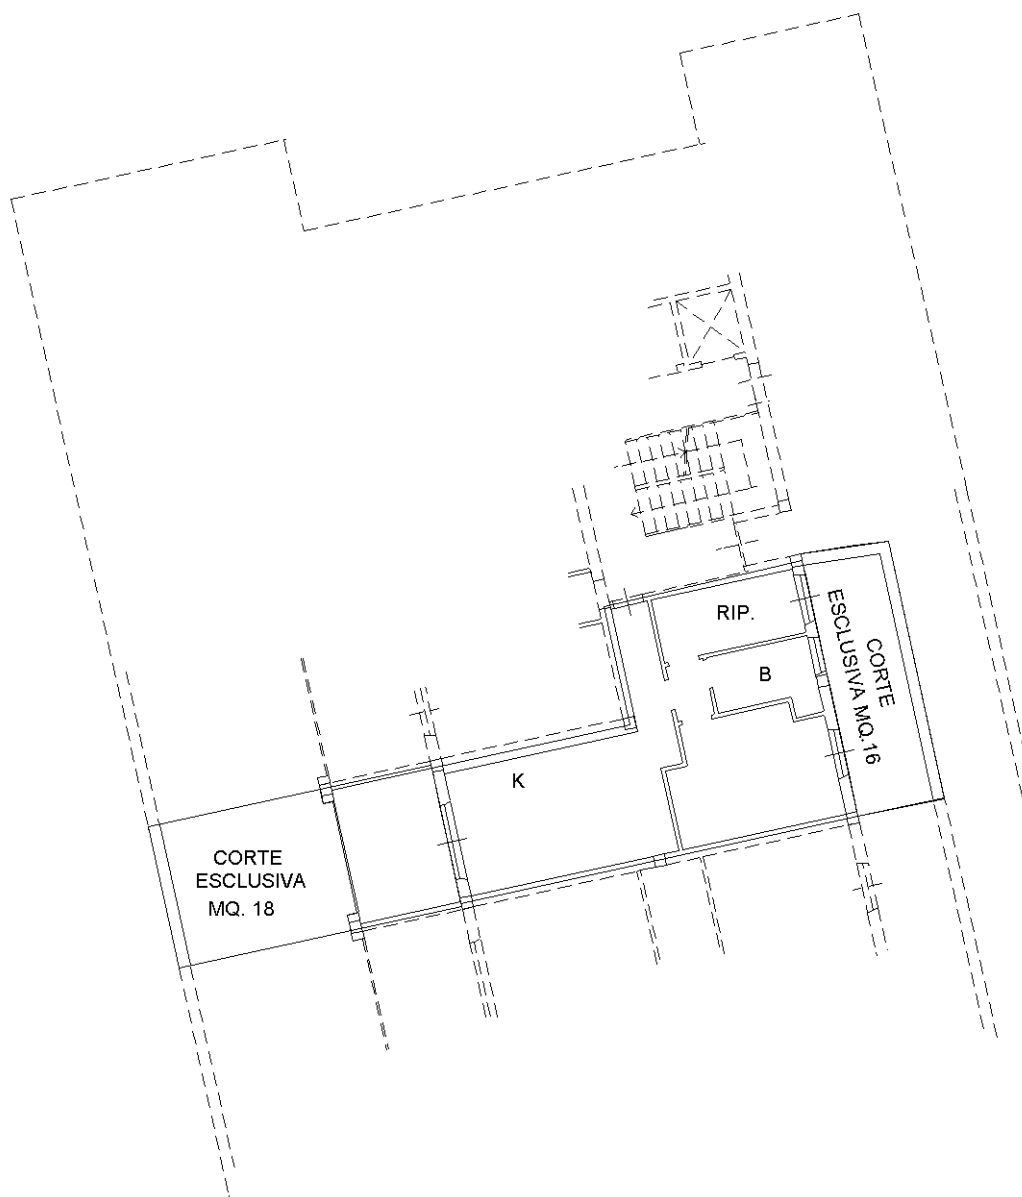 RIP.
B
CORTE
ESCLUSIVA MQ.16
K
CORTE
ESCLUSIVA
MQ. 18